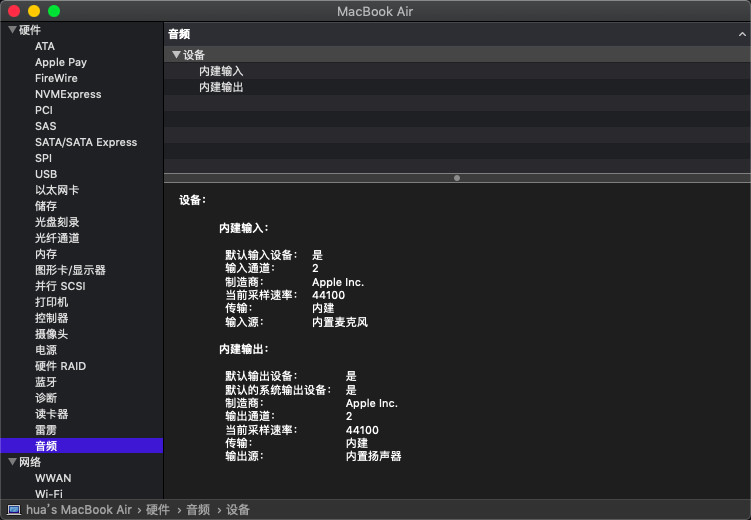 MacBook Air
硬件
ATA
Apple Pay
FireWire
NVMExpress
PCI
SAS
SATA/SATA Express
SPI
USB
以太网卡
储存
光盘刻录
光纤通道
内存
图形卡/显示器
并行 SCSI
打印机
控制器
摄像头
电源
硬件 RAID
蓝牙
诊断
读卡器
雷雳
音频
网络
WWAN
Wi-Fi
音频
设备
内建输入
内建输出
设备：
内建输入：
默认输入设备： 是
输入通道： 2
制造商： Apple Inc.
当前采样速率： 44100
传输： 内建
输入源： 内置麦克风
内建输出：
默认输出设备： 是
默认的系统输出设备： 是
制造商： Apple Inc.
输出通道： 2
当前采样速率： 44100
传输： 内建
输出源： 内置扬声器
hua's MacBook Air › 硬件 › 音频 › 设备